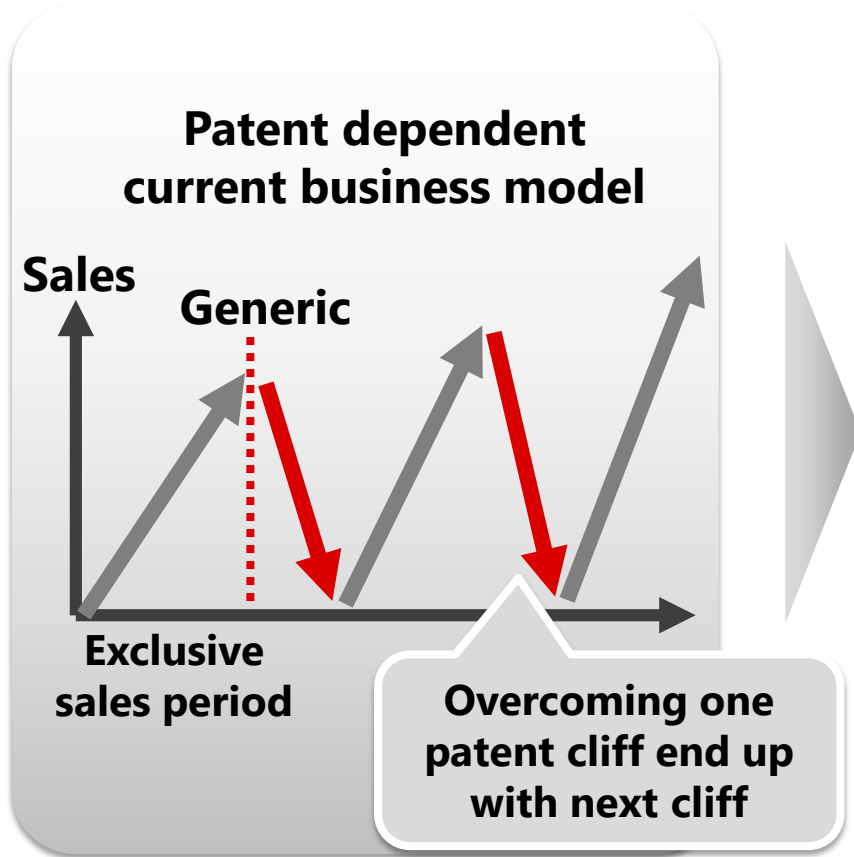 Patent dependent
current business model
Sales
Generic
Exclusive
sales period
Overcoming one
patent cliff end up
with next cliff